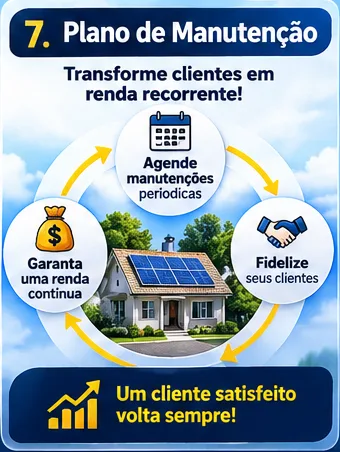 7. Plano de Manutenção
Transforme clientes em
renda recorrente!
Agende
manutenções
periodicas
Garanta
uma renda
contínua
Fidelize
seus clientes
Um cliente satisfeito
volta sempre!